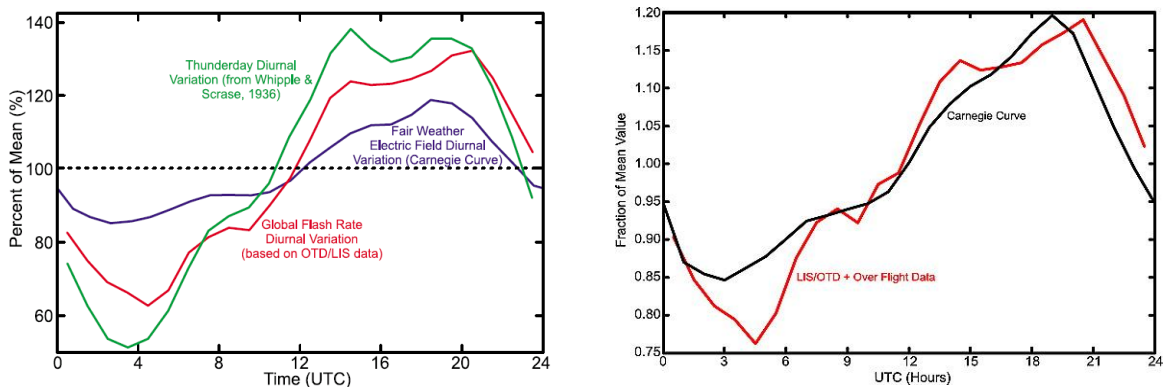 Percent of Mean (%)
140
120
100
80
60
Thunderday Diurnal
Variation (from Whipple &
Scrase, 1936)
Fair Weather
Electric Field Diurnal
Variation (Carnegie Curve)
Global Flash Rate
Diurnal Variation
(based on OTD/LIS data)
0 4 8 12 16 20 24
Time (UTC)
Fraction of Mean Value
1.20
1.15
1.10
1.05
1.00
0.95
0.90
0.85
0.80
0.75
Carnegie Curve
LIS/OTD + Over Flight Data
0 3 6 9 12 15 18 21 24
UTC (Hours)